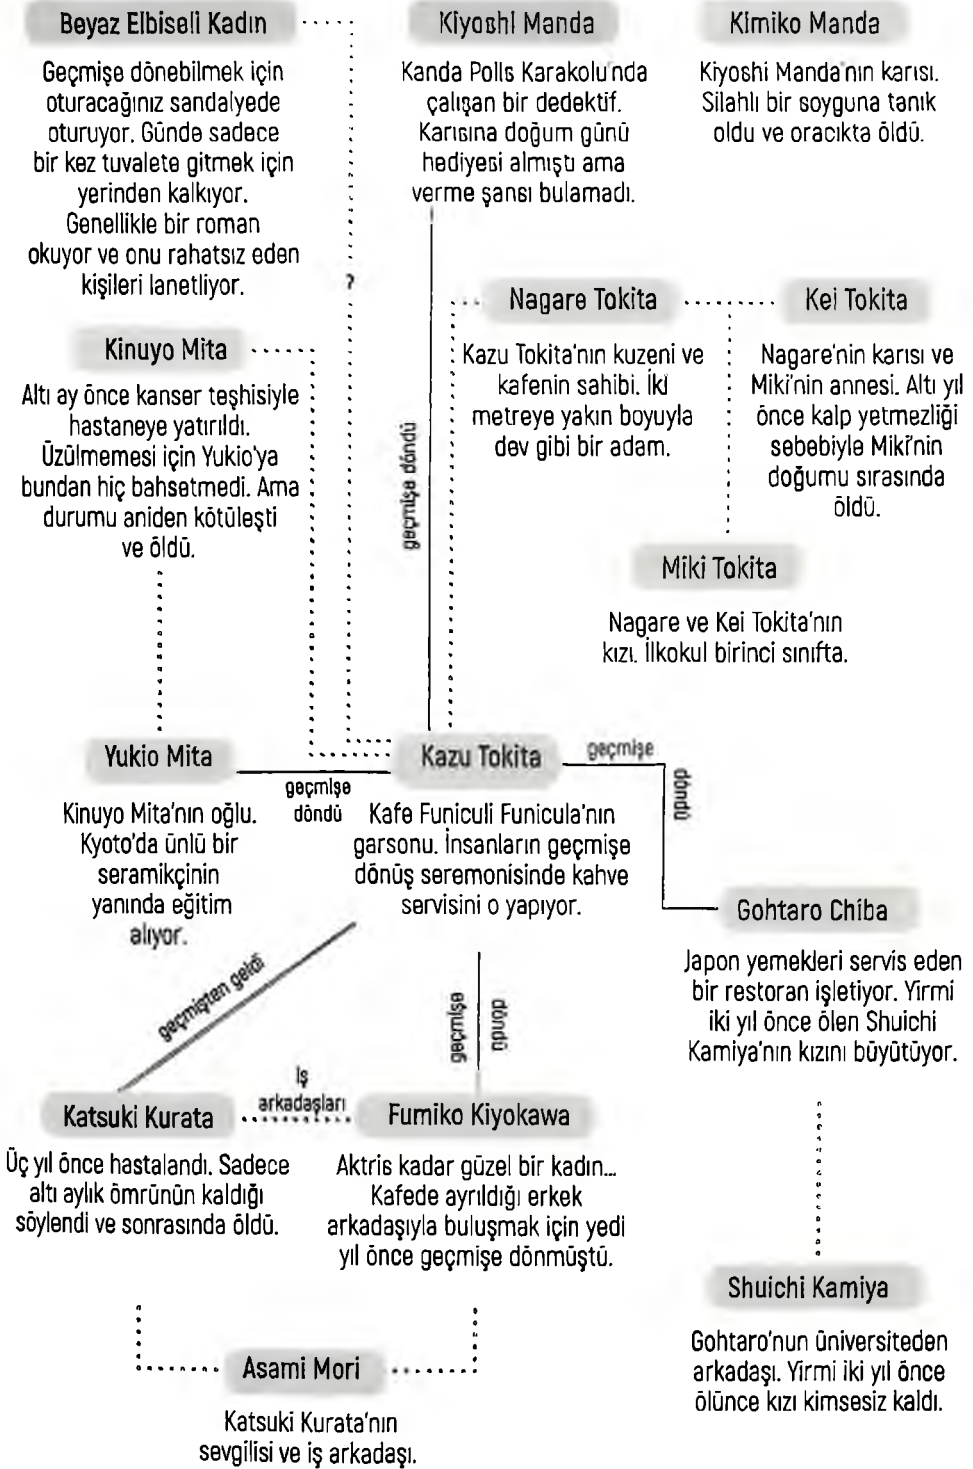 Beyaz Elbiseli Kadın
Geçmişe dönebilmek için
oturacağınız sandalyede
oturuyor. Günde sadece
bir kez tuvalete gitmek için
yerinden kalkıyor.
Genellikle bir roman
okuyor ve onu rahatsız eden
kişileri lanetliyor.
Kiyoshi Manda
Kanda Polis Karakolu'nda
çalışan bir dedektif.
Karısına doğum günü
hediyesi almıştı ama
verme şansı bulamadı.
Kimiko Manda
Kiyoshi Manda'nın karısı.
Silahlı bir soyguna tanık
oldu ve oracıkta öldü.
?
Kinuyo Mita
Altı ay önce kanser teşhisiyle
hastaneye yatırıldı.
Üzülmemesi için Yukio'ya
bundan hiç bahsetmedi. Ama
durumu aniden kötüleşti
ve öldü.
geçmişe döndü
Nagare Tokita
Kazu Tokita'nın kuzeni ve
kafenin sahibi. İki
metreye yakın boyuyla
dev gibi bir adam.
Kei Tokita
Nagare'nin karısı ve
Miki'nin annesi. Altı yıl
önce kalp yetmezliği
sebebiyle Miki'nin
doğumu sırasında
öldü.
Miki Tokita
Nagare ve Kei Tokita'nın
kızı. İlkokul birinci sınıfta.
Yukio Mita
Kinuyo Mita'nın oğlu.
Kyoto'da ünlü bir
seramikçinin
yanında eğitim
alıyor.
geçmişe
döndü
Kazu Tokita
Kafe Funiculi Funicula'nın
garsonu. İnsanların geçmişe
dönüş seremonisinde kahve
servisini o yapıyor.
geçmişe
döndü
Gohtaro Chiba
Japon yemekleri servis eden
bir restoran işletiyor. Yirmi
iki yıl önce ölen Shuichi
Kamiya'nın kızını büyütüyor.
geçmişten geldi
geçmişe
döndü
Katsuki Kurata
Üç yıl önce hastalandı. Sadece
altı aylık ömrünün kaldığı
söylendi ve sonrasında öldü.
iş
arkadaşları
Fumiko Kiyokawa
Aktris kadar güzel bir kadın...
Kafede ayrıldığı erkek
arkadaşıyla buluşmak için yedi
yıl önce geçmişe dönmüştü.
Shuichi Kamiya
Gohtaro'nun üniversiteden
arkadaşı. Yirmi iki yıl önce
ölünce kızı kimsesiz kaldı.
Asami Mori
Katsuki Kurata'nın
sevgilisi ve iş arkadaşı.